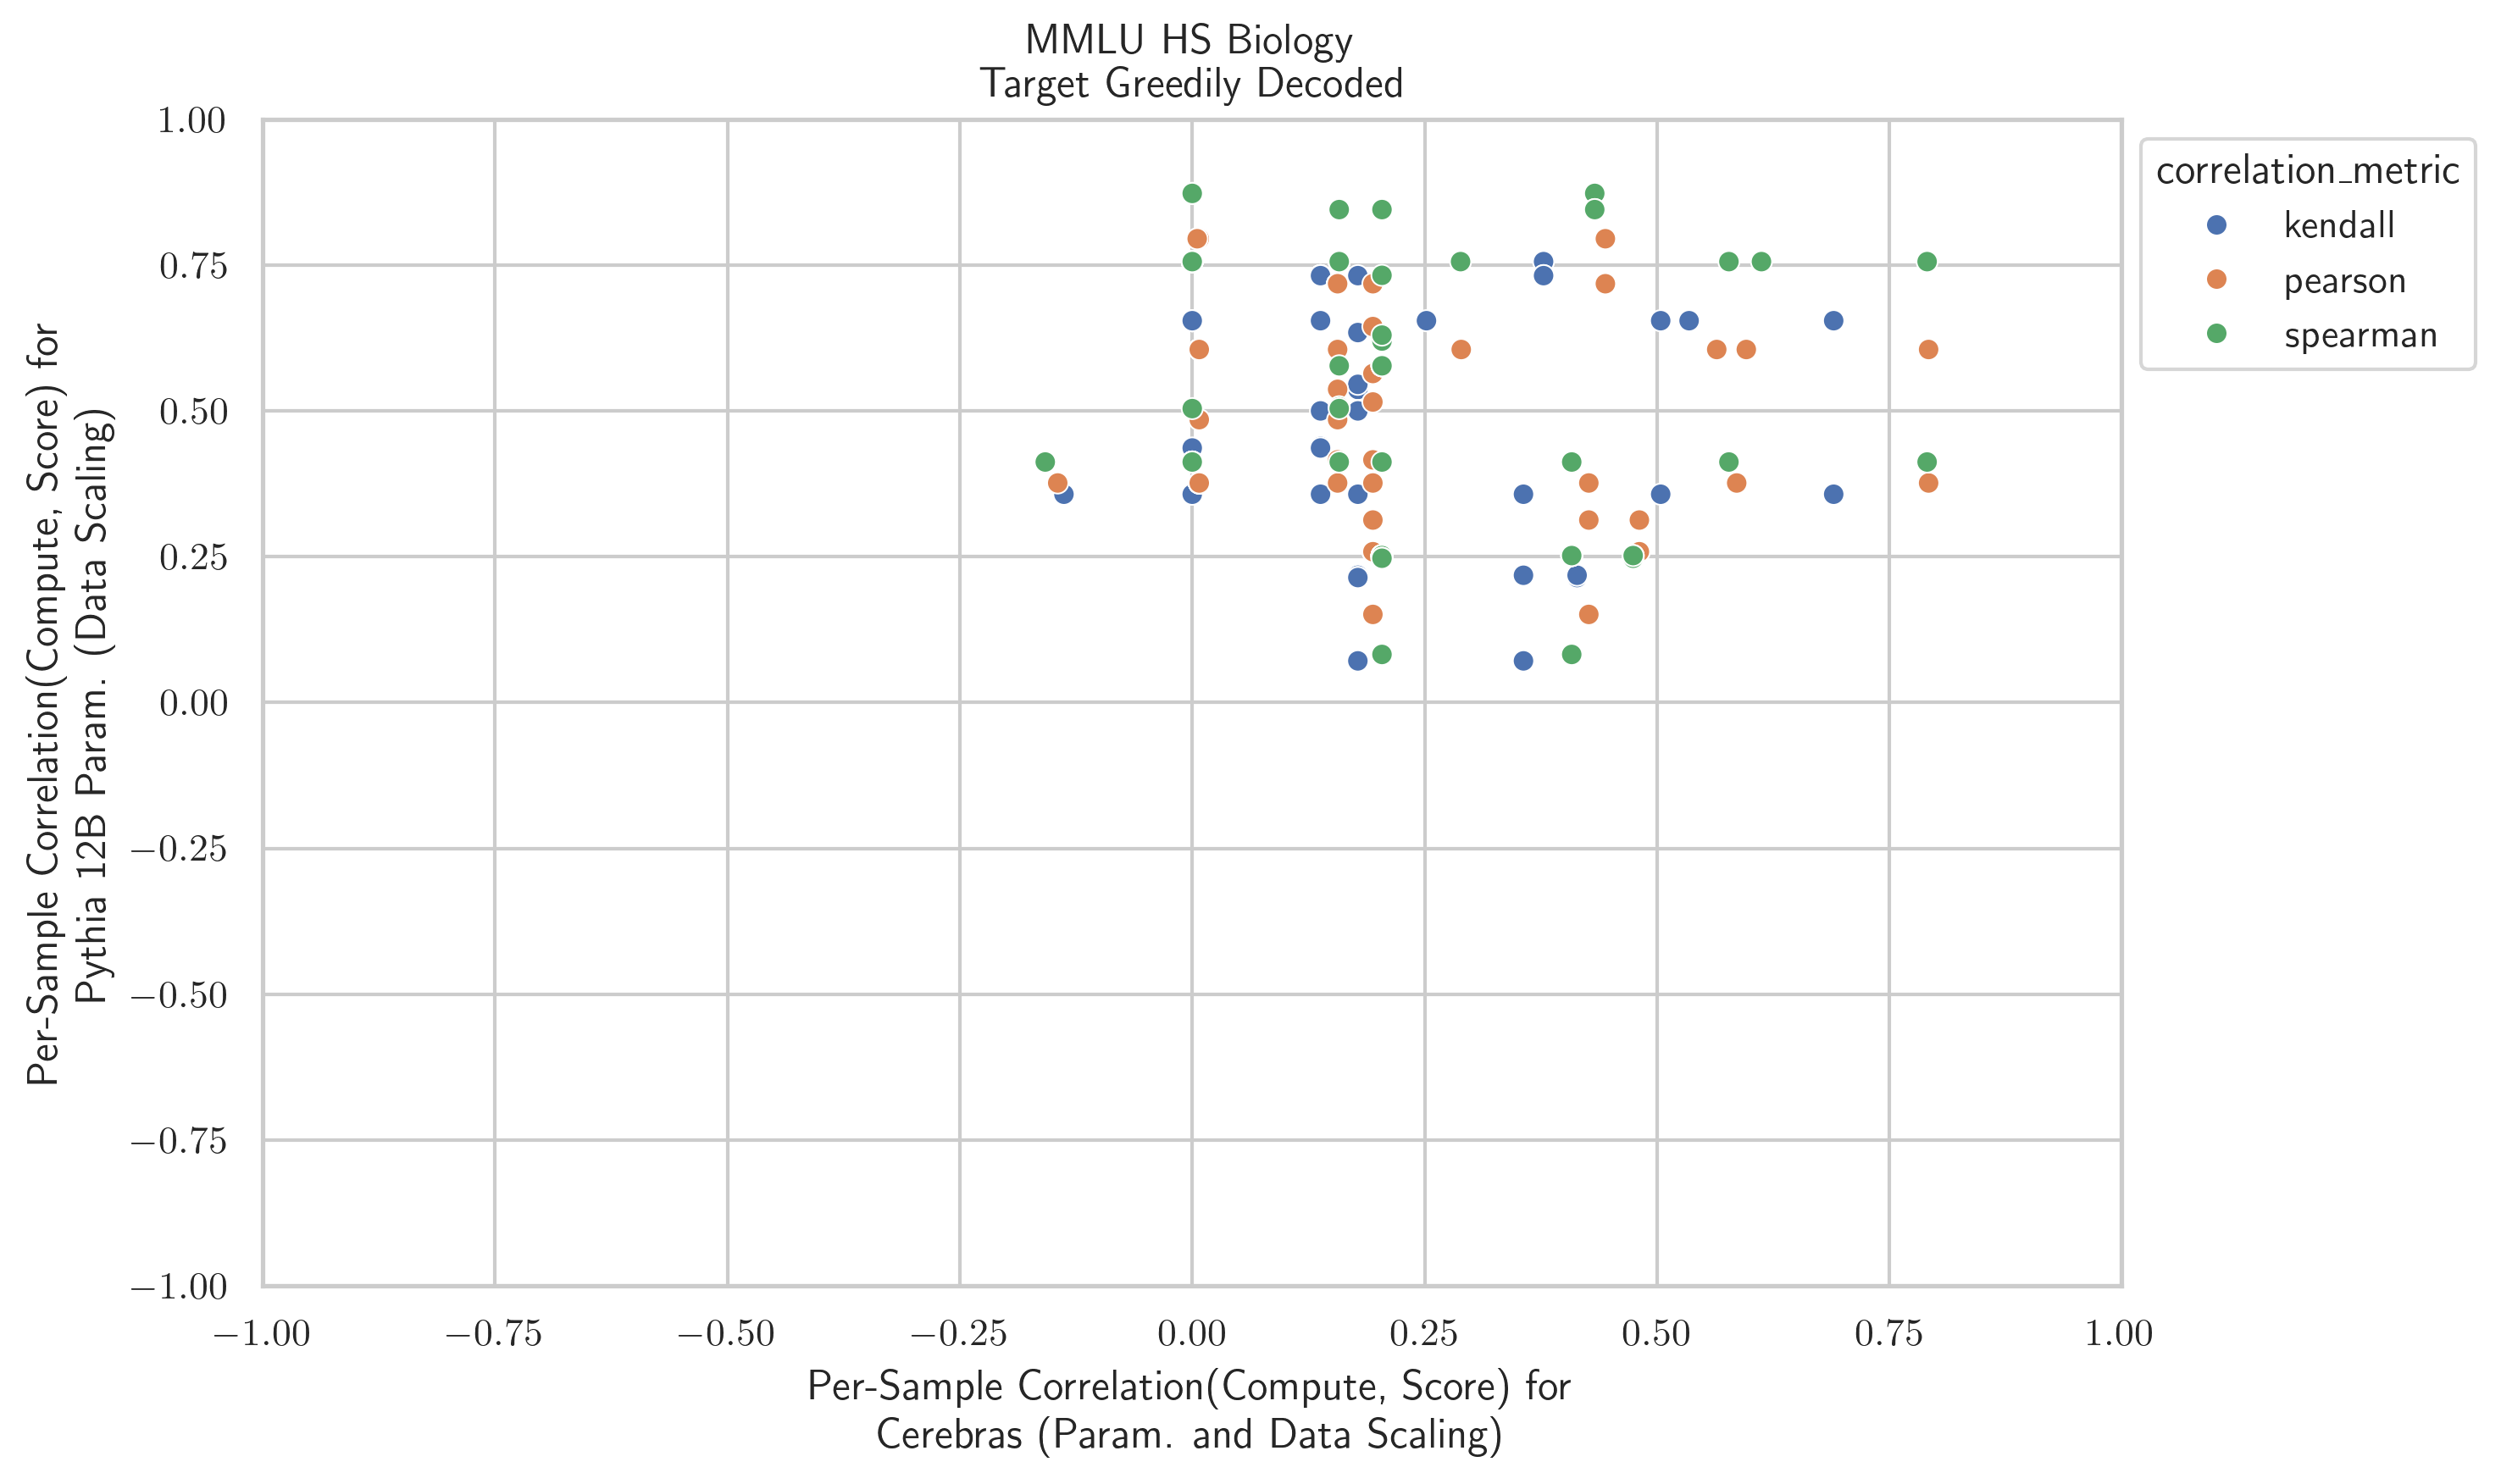 MMLU HS Biology
Target Greedily Decoded
Per-Sample Correlation(Compute, Score) for
Pythia 12B Param. (Data Scaling)
1.00
0.75
0.50
0.25
0.00
−0.25
−0.50
−0.75
−1.00
−1.00
−0.75
−0.50
−0.25
0.00
0.25
0.50
0.75
1.00
Per-Sample Correlation(Compute, Score) for
Cerebras (Param. and Data Scaling)
correlation_metric
kendall
pearson
spearman